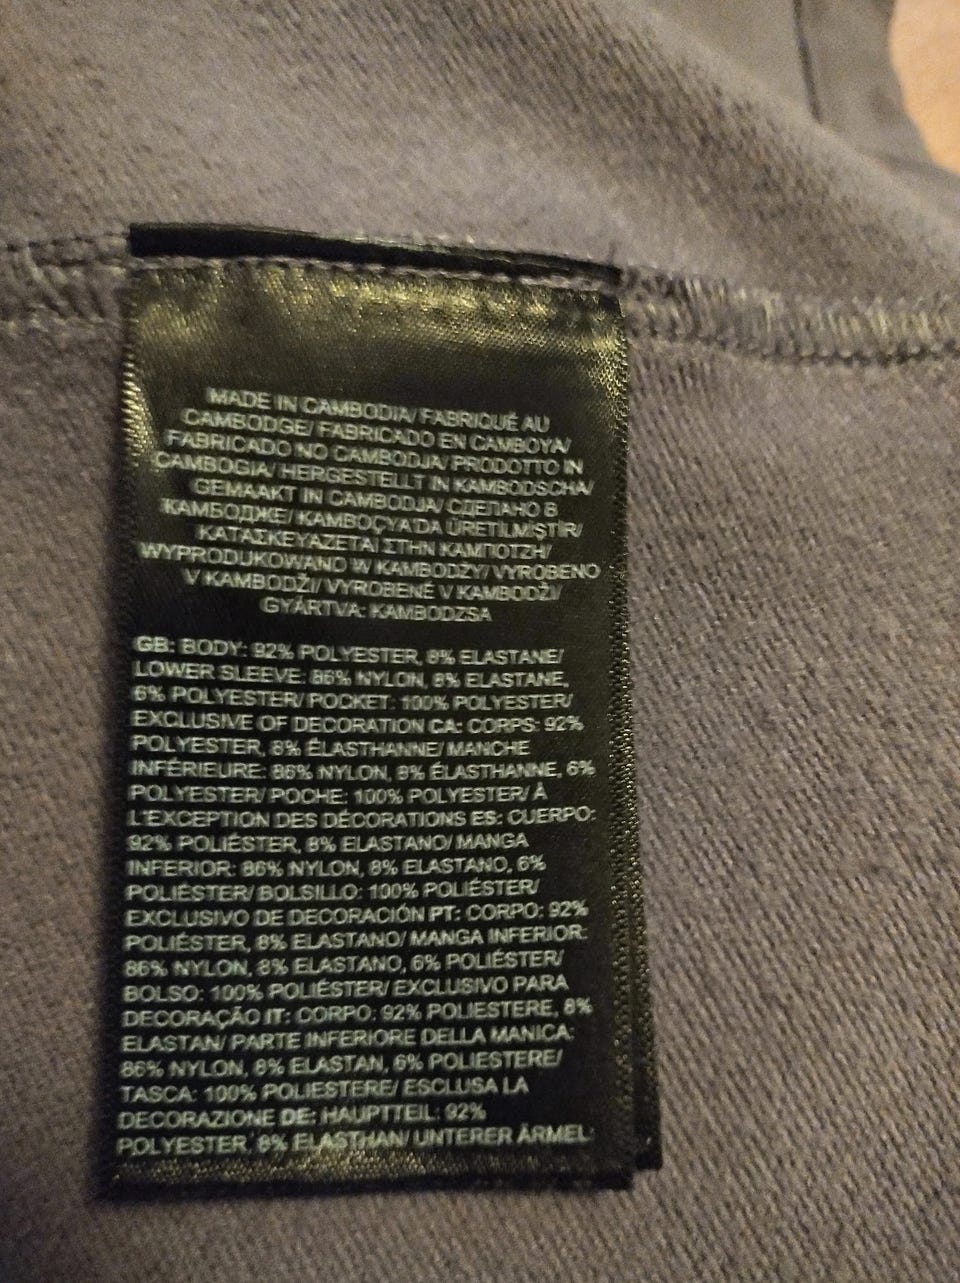 MADE IN CAMBODIA/ FABRIQUÉ AU
CAMBODGE/ FABRICADO EN CAMBOYA/
FABRICADO NO CAMBODJA/ PRODOTTO IN
CAMBOGIA/ HERGESTELLT IN KAMBODSCHA/
GEMAAKT IN CAMBODJA/ СДЕЛАНО В
КАМБОДЖЕ/ KAMBOÇYA'DA ÜRETİLMİŞTİR/
ΚΑΤΑΣΚΕΥΑΖΕΤΑΙ ΣΤΗΝ ΚΑΜΠΟΤΖΗ/
WYPRODUKOWANO W KAMBODŻY/ VYROBENO
V KAMBODŽI/ VYROBENÉ V KAMBODŽI/
GYÁRTVA: KAMBODZSA
GB: BODY: 92% POLYESTER, 8% ELASTANE/
LOWER SLEEVE: 86% NYLON, 8% ELASTANE,
6% POLYESTER/ POCKET: 100% POLYESTER/
EXCLUSIVE OF DECORATION CA: CORPS: 92%
POLYESTER, 8% ÉLASTHANNE/ MANCHE
INFÉRIEURE: 86% NYLON, 8% ÉLASTHANNE, 6%
POLYESTER/ POCHE: 100% POLYESTER/ À
L'EXCEPTION DES DÉCORATIONS ES: CUERPO:
92% POLIÉSTER, 8% ELASTANO/ MANGA
INFERIOR: 86% NYLON, 8% ELASTANO, 6%
POLIÉSTER/ BOLSILLO: 100% POLIÉSTER/
EXCLUSIVO DE DECORACIÓN PT: CORPO: 92%
POLIÉSTER, 8% ELASTANO/ MANGA INFERIOR:
86% NYLON, 8% ELASTANO, 6% POLIÉSTER/
BOLSO: 100% POLIÉSTER/ EXCLUSIVO PARA
DECORAÇÃO IT: CORPO: 92% POLIESTERE, 8%
ELASTAN/ PARTE INFERIORE DELLA MANICA:
86% NYLON, 8% ELASTAN, 6% POLIESTERE/
TASCA: 100% POLIESTERE/ ESCLUSA LA
DECORAZIONE DE: HAUPTTEIL: 92%
POLYESTER, 8% ELASTHAN/ UNTERER ÄRMEL: